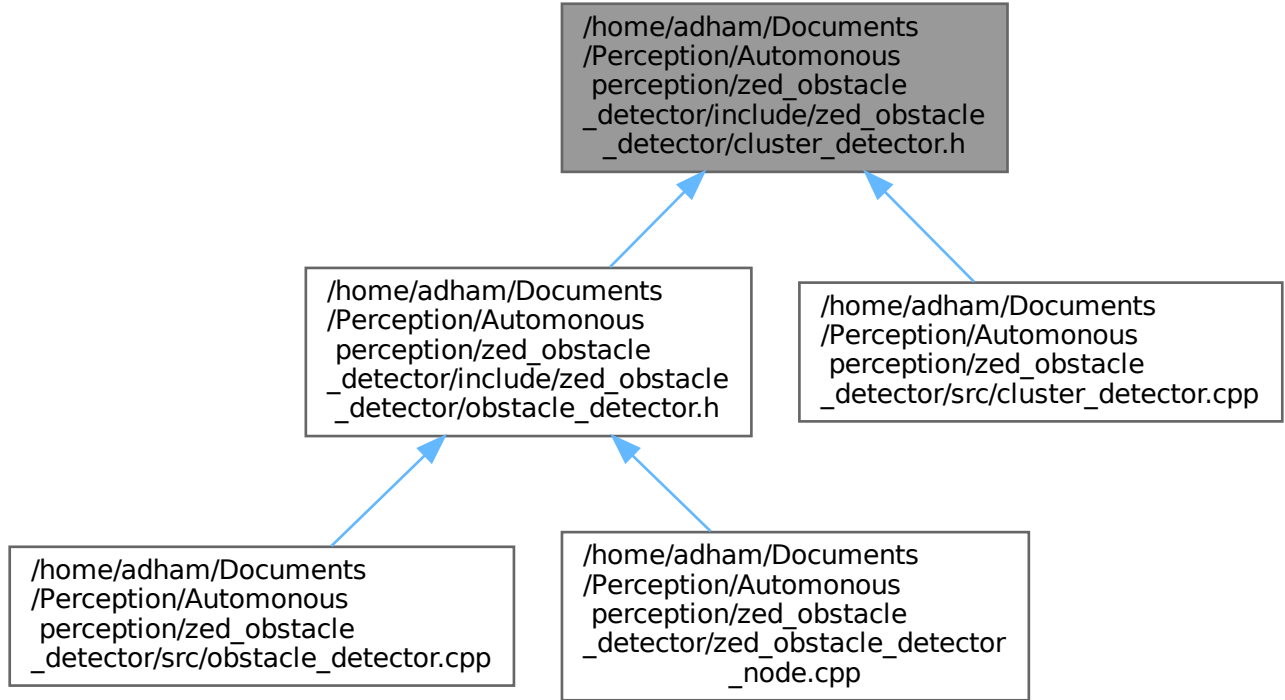 /home/adham/Documents
/Perception/Automonous
perception/zed_obstacle
_detector/include/zed_obstacle
_detector/cluster_detector.h
/home/adham/Documents
/Perception/Automonous
perception/zed_obstacle
_detector/include/zed_obstacle
_detector/obstacle_detector.h
/home/adham/Documents
/Perception/Automonous
perception/zed_obstacle
_detector/src/cluster_detector.cpp
/home/adham/Documents
/Perception/Automonous
perception/zed_obstacle
_detector/src/obstacle_detector.cpp
/home/adham/Documents
/Perception/Automonous
perception/zed_obstacle
_detector/zed_obstacle_detector
_node.cpp